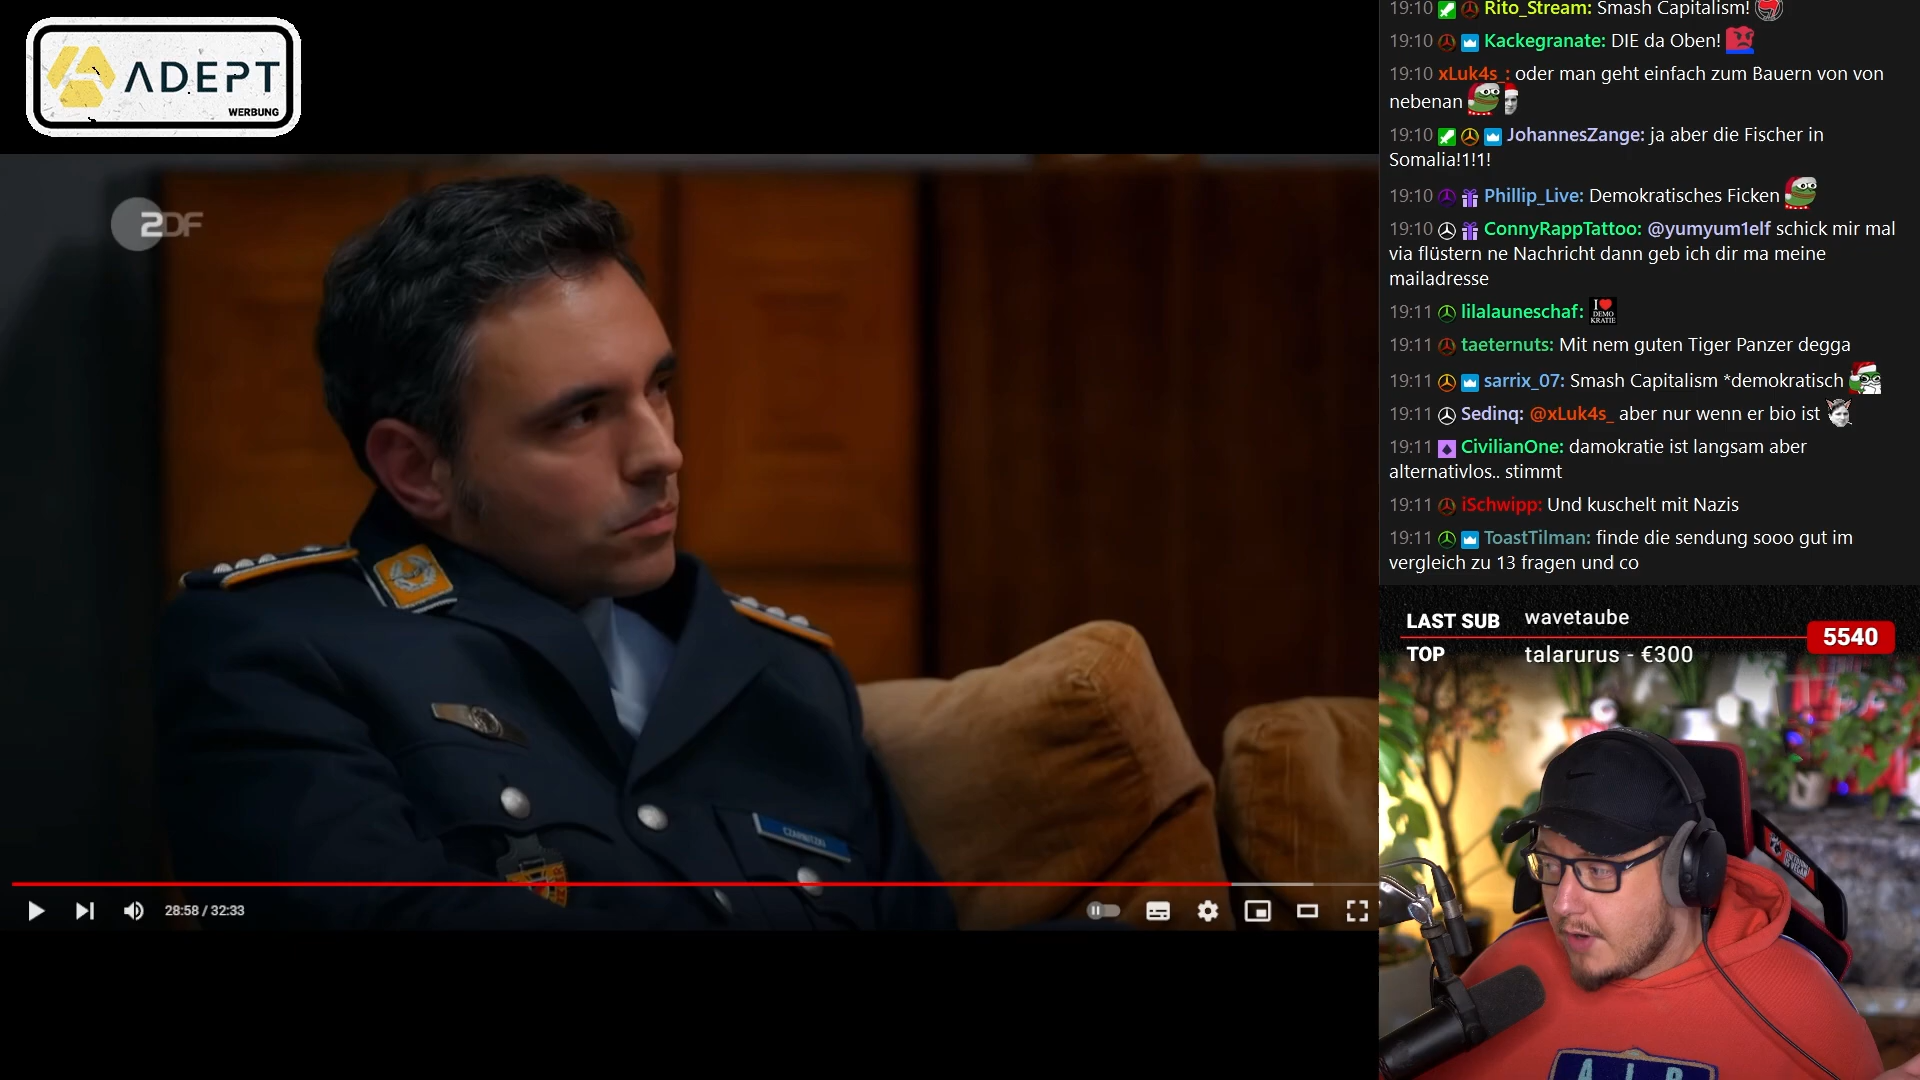 ADEPT
WERBUNG
ZDF
CZARNITZKI
28:58 / 32:33
19:10 Rito_Stream: Smash Capitalism!
19:10 Kackegranate: DIE da Oben!
19:10 xLuk4s_: oder man geht einfach zum Bauern von von
nebenan
19:10 JohannesZange: ja aber die Fischer in
Somalia!1!1!
19:10 Phillip_Live: Demokratisches Ficken
19:10 ConnyRappTattoo: @yumyum1elf schick mir mal
via flüstern ne Nachricht dann geb ich dir ma meine
mailadresse
19:11 lilalauneschaf: I DEMO
KRATIE
19:11 taeternuts: Mit nem guten Tiger Panzer degga
19:11 sarrix_07: Smash Capitalism *demokratisch
19:11 Sedinq: @xLuk4s_ aber nur wenn er bio ist
19:11 CivilianOne: damokratie ist langsam aber
alternativlos.. stimmt
19:11 iSchwipp: Und kuschelt mit Nazis
19:11 ToastTilman: finde die sendung sooo gut im
vergleich zu 13 fragen und co
LAST SUB wavetaube
5540
TOP talarurus - €300